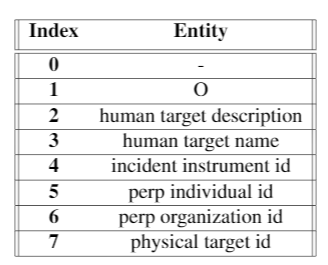 Index Entity
0 -
1 O
2 human target description
3 human target name
4 incident instrument id
5 perp individual id
6 perp organization id
7 physical target id